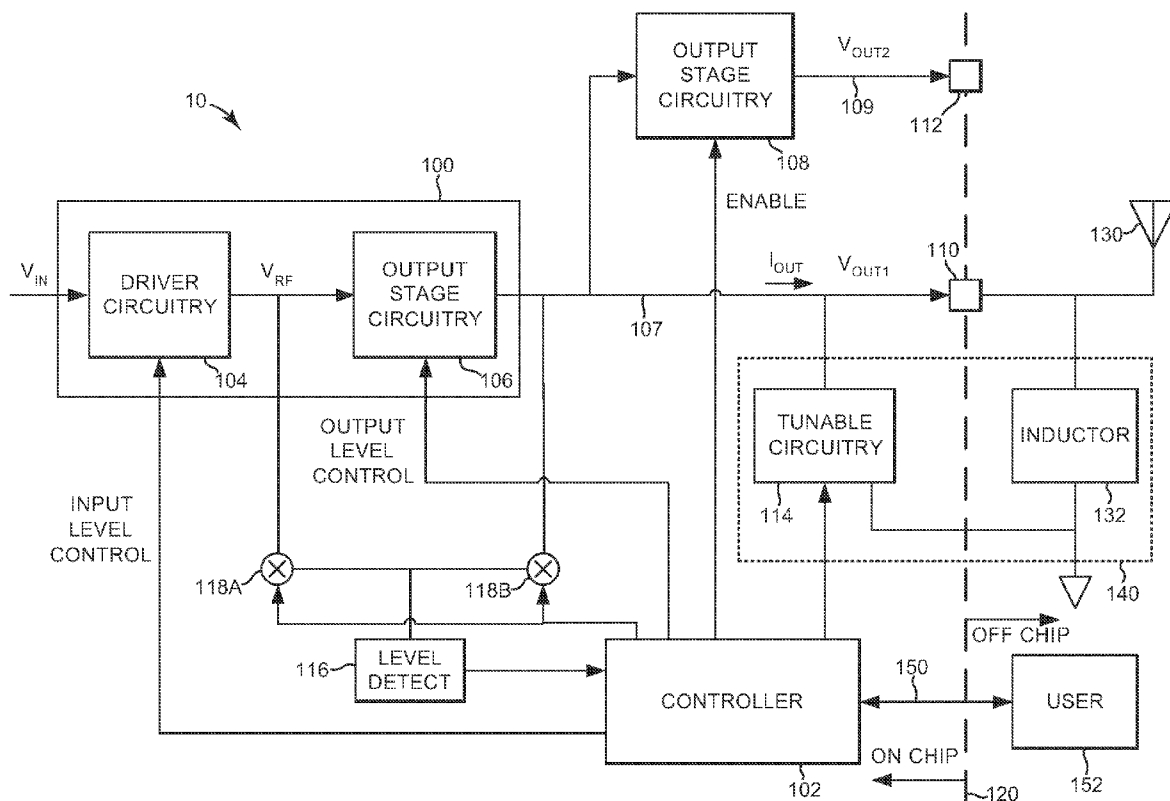 OUTPUT
STAGE
CIRCUITRY
108
V_OUT2
109
112
10
100
ENABLE
130
V_IN
DRIVER
CIRCUITRY
104
V_RF
OUTPUT
STAGE
CIRCUITRY
106
107
I_OUT
V_OUT1
110
TUNABLE
CIRCUITRY
114
INDUCTOR
132
140
OUTPUT
LEVEL
CONTROL
INPUT
LEVEL
CONTROL
118A
118B
116
LEVEL
DETECT
CONTROLLER
102
150
OFF CHIP
USER
152
ON CHIP
120